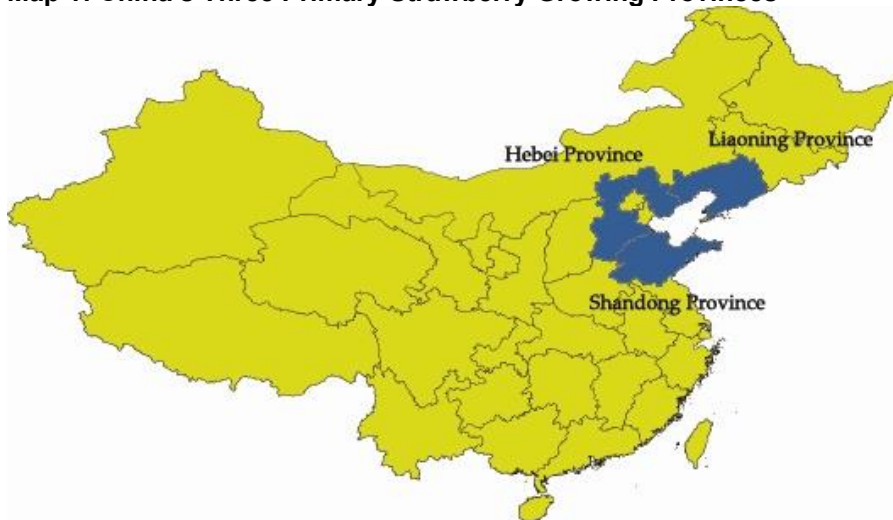 Map 1: China's Three Primary Strawberry Growing Provinces
Liaoning Province
Hebei Province
Shandong Province